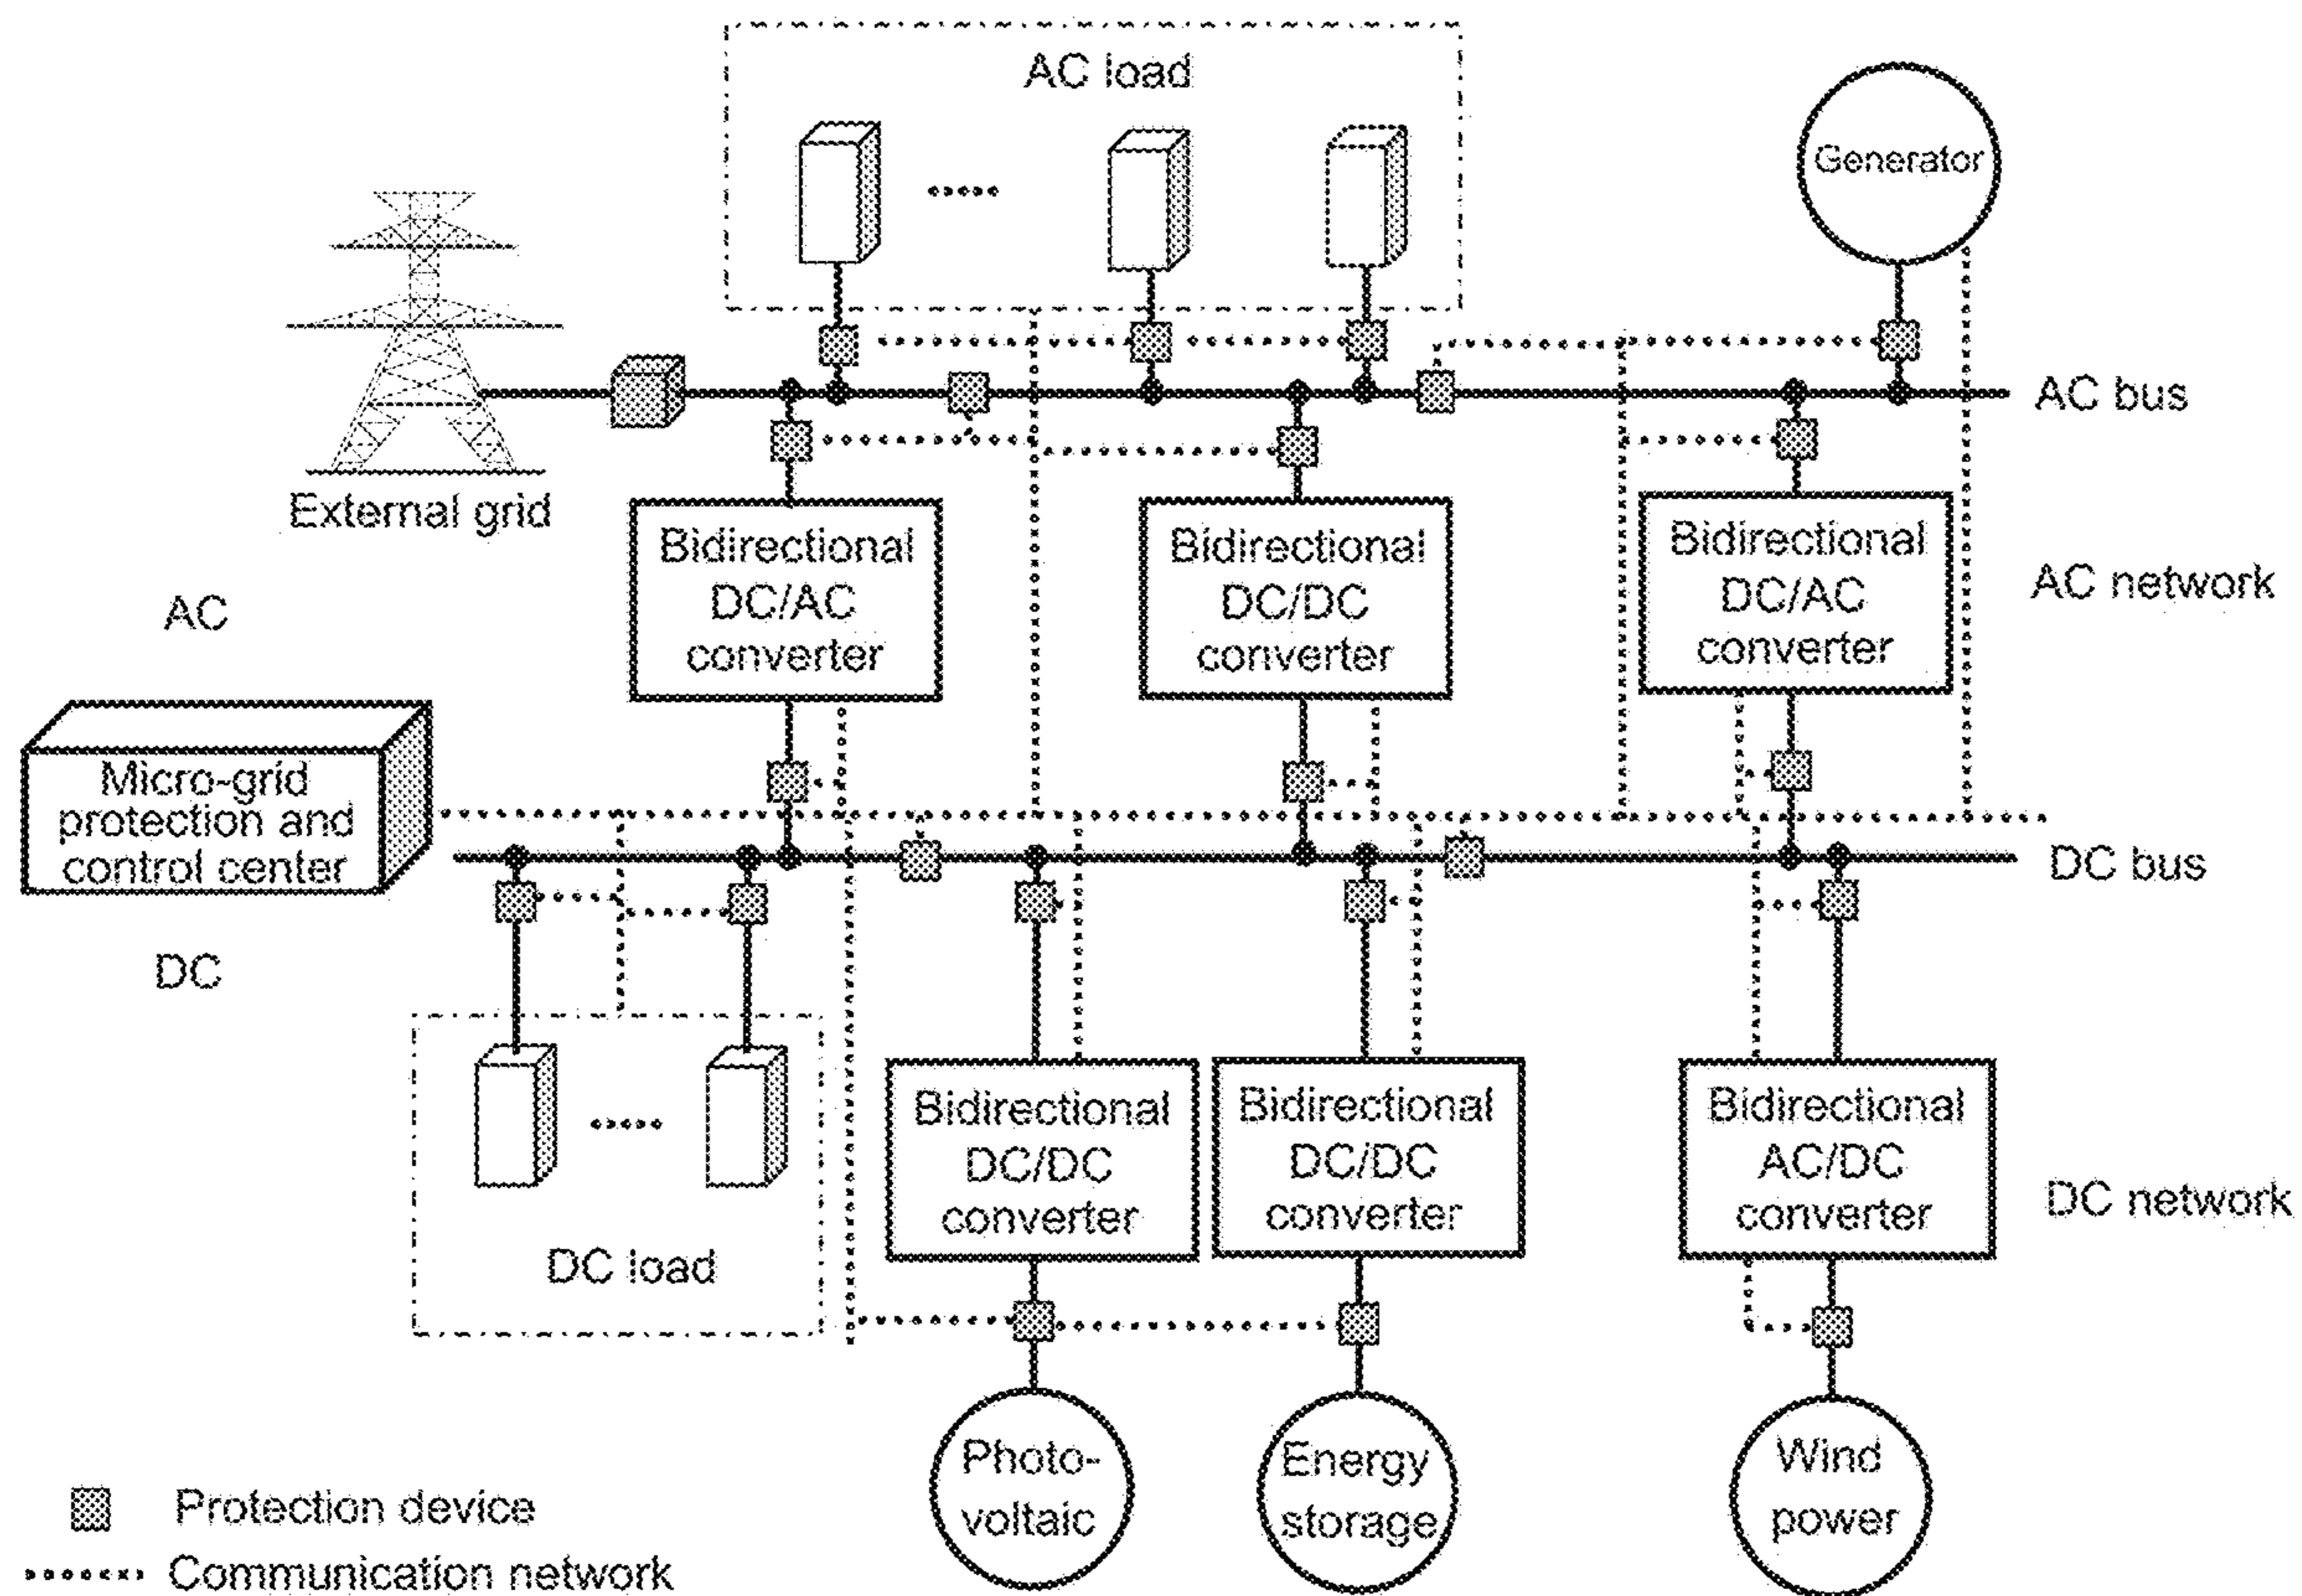 AC load
Generator
AC bus
External grid
Bidirectional
DC/AC
converter
Bidirectional
DC/DC
converter
Bidirectional
DC/AC
converter
AC network
AC
Micro-grid
protection and
control center
DC bus
DC
Bidirectional
DC/DC
converter
Bidirectional
DC/DC
converter
Bidirectional
AC/DC
converter
DC network
DC load
Photo-
voltaic
Energy
storage
Wind
power
Protection device
Communication network